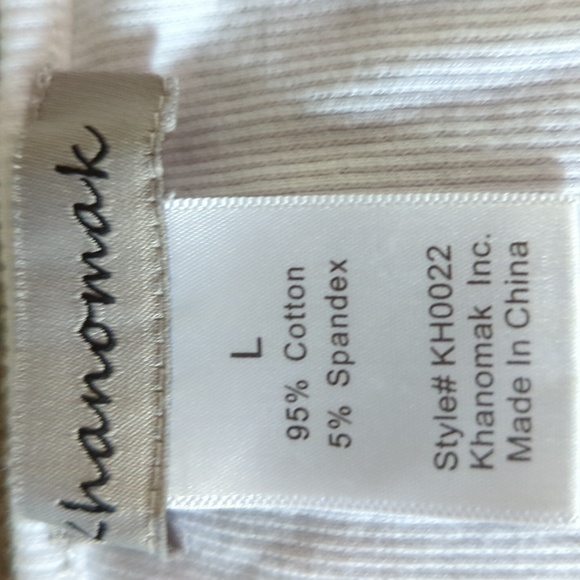 Khanomak
L
95% Cotton
5% Spandex
Style# KH0022
Khanomak Inc.
Made In China